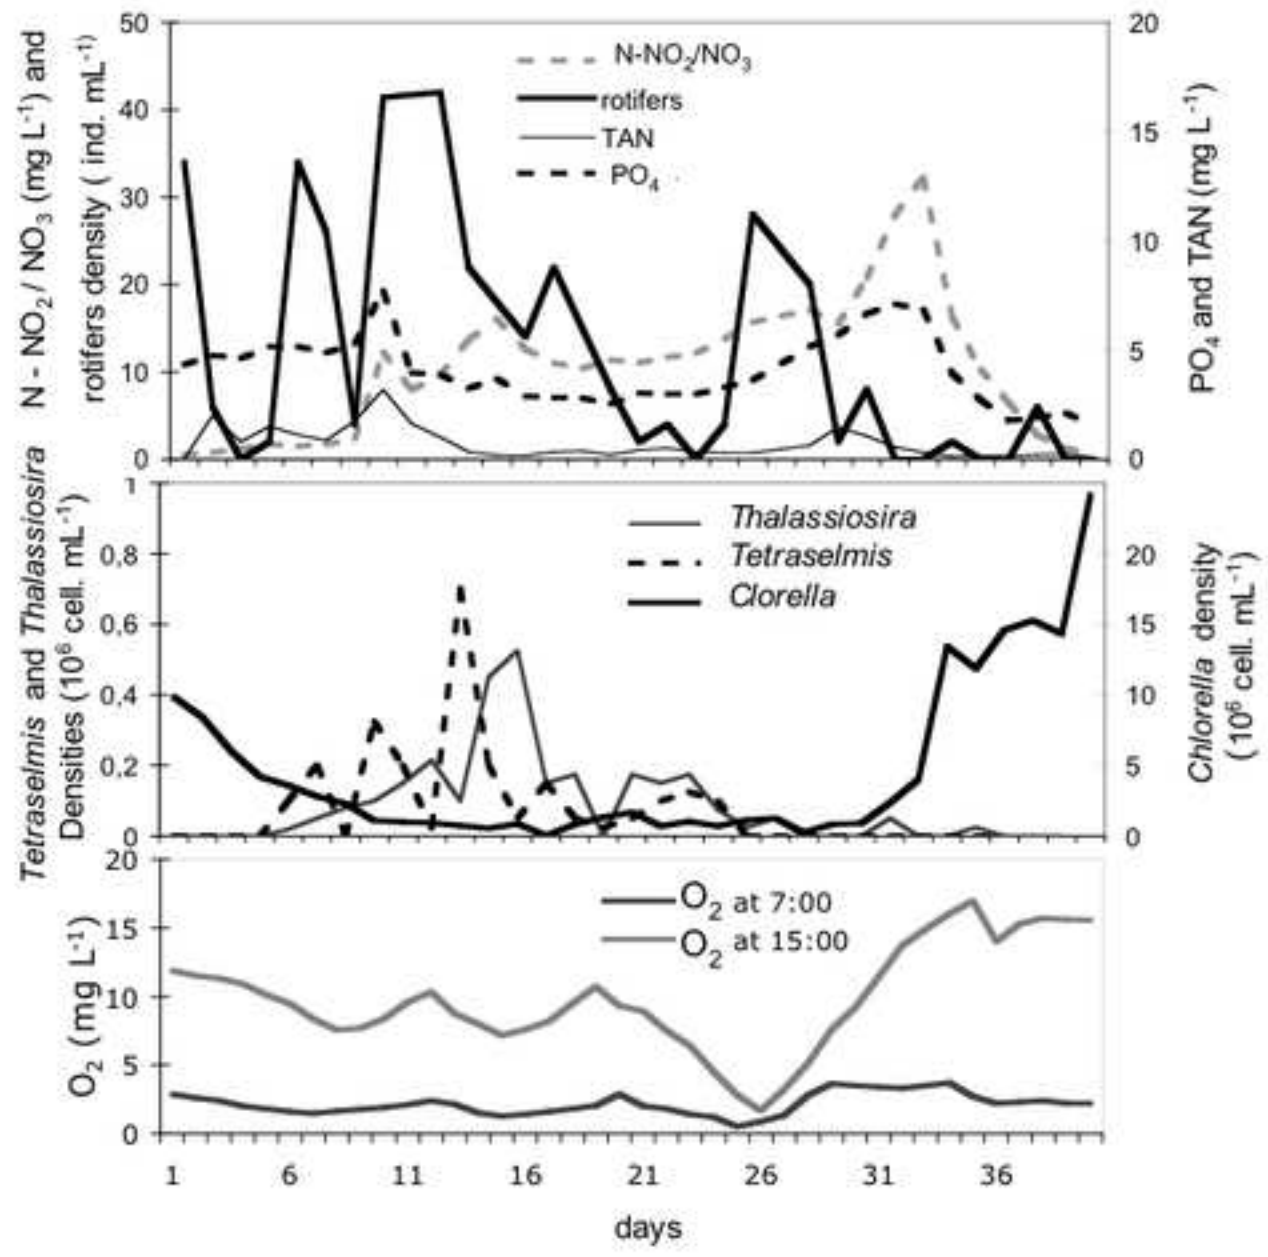 N - NO2 / NO3 (mg L-1) and
rotifers density ( ind. mL-1)
50
40
30
20
10
0
N-NO2/NO3
rotifers
TAN
PO4
20
15
10
5
0
PO4 and TAN (mg L-1)
Tetraselmis and Thalassiosira
Densities (106 cell. mL-1)
1
0,8
0,6
0,4
0,2
0
Thalassiosira
Tetraselmis
Clorella
20
15
10
5
0
Chlorella density
(106 cell. mL-1)
O2 (mg L-1)
20
15
10
5
0
O2 at 7:00
O2 at 15:00
1 6 11 16 21 26 31 36
days